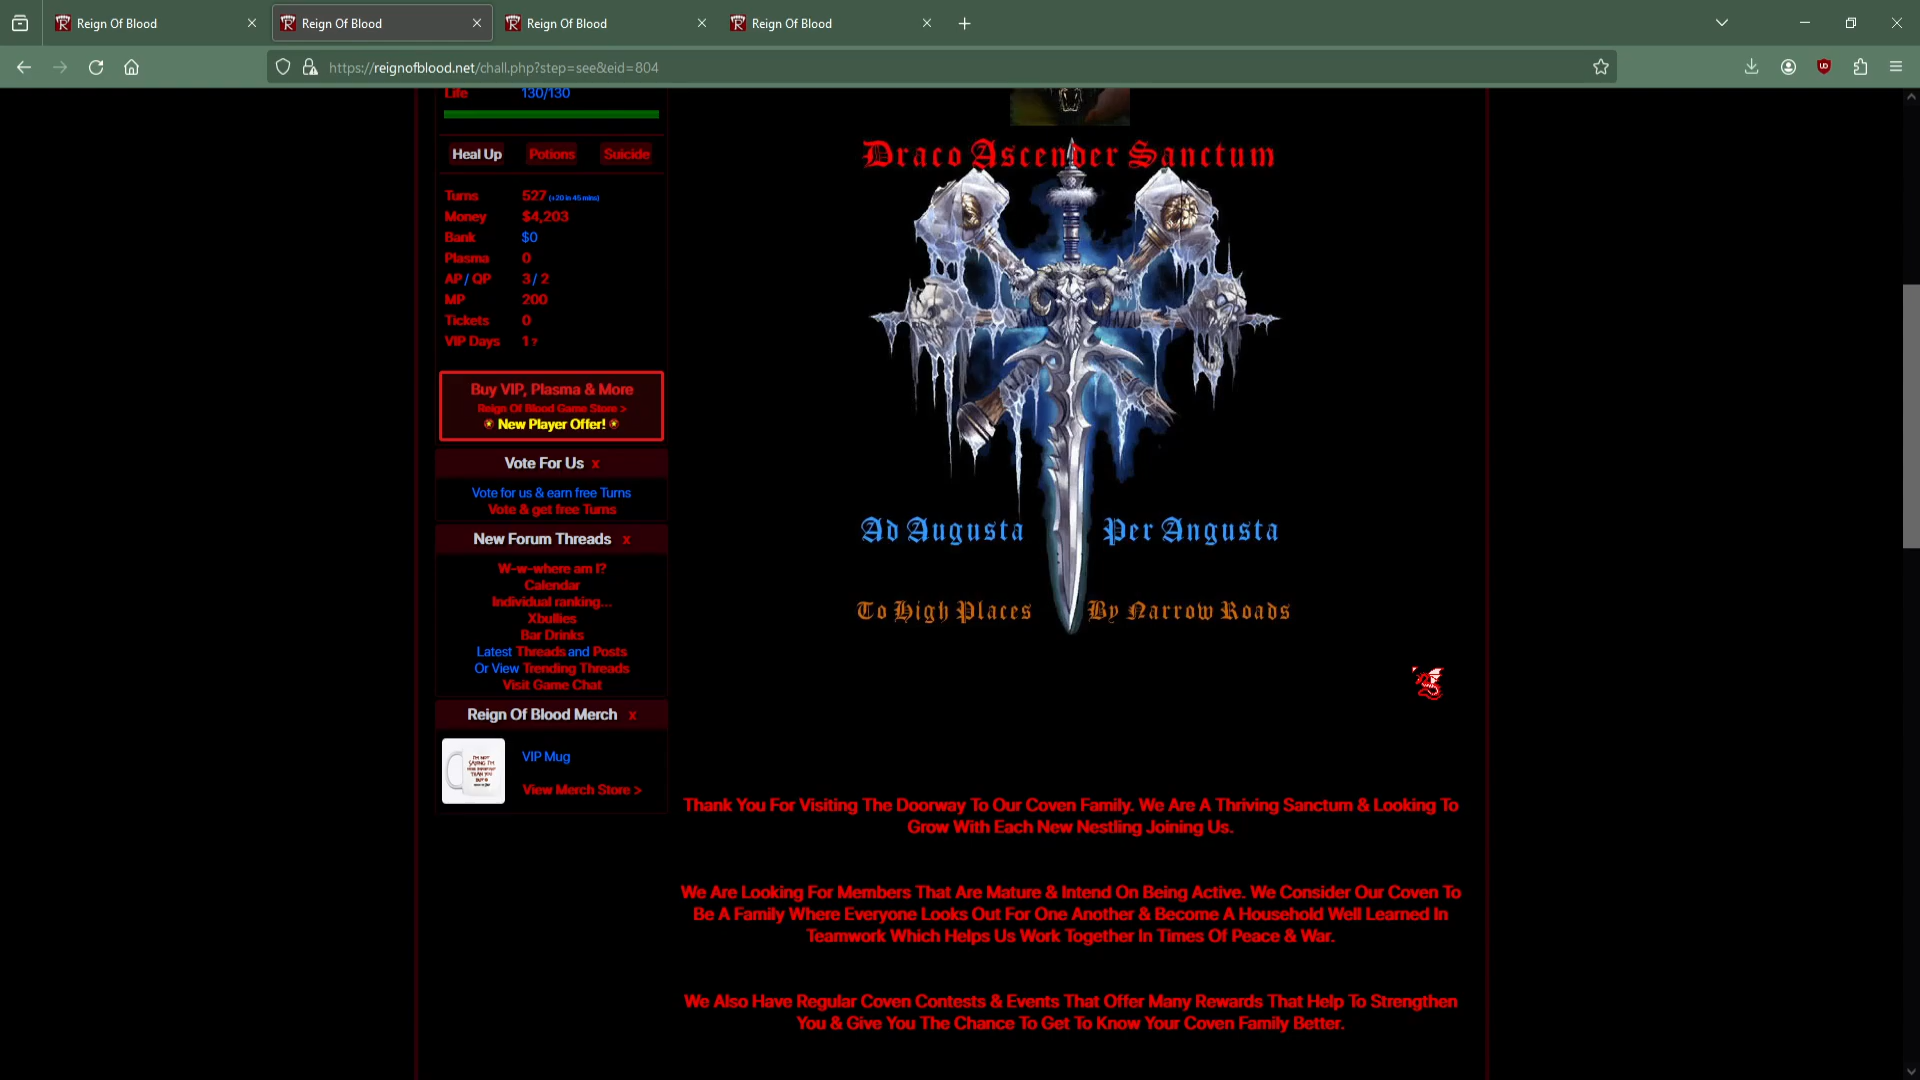 Reign Of Blood
Reign Of Blood
Reign Of Blood
Reign Of Blood
https://reignofblood.net/chall.php?step=see&eid=804
Life 130/130
Heal Up Potions Suicide
Turns 527 (+20 in 45 mins)
Money $4,203
Bank $0
Plasma 0
AP / QP 3 / 2
MP 200
Tickets 0
VIP Days 1 ?
Buy VIP, Plasma & More
Reign Of Blood Game Store >
New Player Offer!
Vote For Us x
Vote for us & earn free Turns
Vote & get free Turns
New Forum Threads x
W-w-where am I?
Calendar
Individual ranking...
Xbullies
Bar Drinks
Latest Threads and Posts
Or View Trending Threads
Visit Game Chat
Reign Of Blood Merch x
VIP Mug
View Merch Store >
Draco Ascender Sanctum
Ad Augusta Per Angusta
To High Places By Narrow Roads
Thank You For Visiting The Doorway To Our Coven Family. We Are A Thriving Sanctum & Looking To
Grow With Each New Nestling Joining Us.
We Are Looking For Members That Are Mature & Intend On Being Active. We Consider Our Coven To
Be A Family Where Everyone Looks Out For One Another & Become A Household Well Learned In
Teamwork Which Helps Us Work Together In Times Of Peace & War.
We Also Have Regular Coven Contests & Events That Offer Many Rewards That Help To Strengthen
You & Give You The Chance To Get To Know Your Coven Family Better.